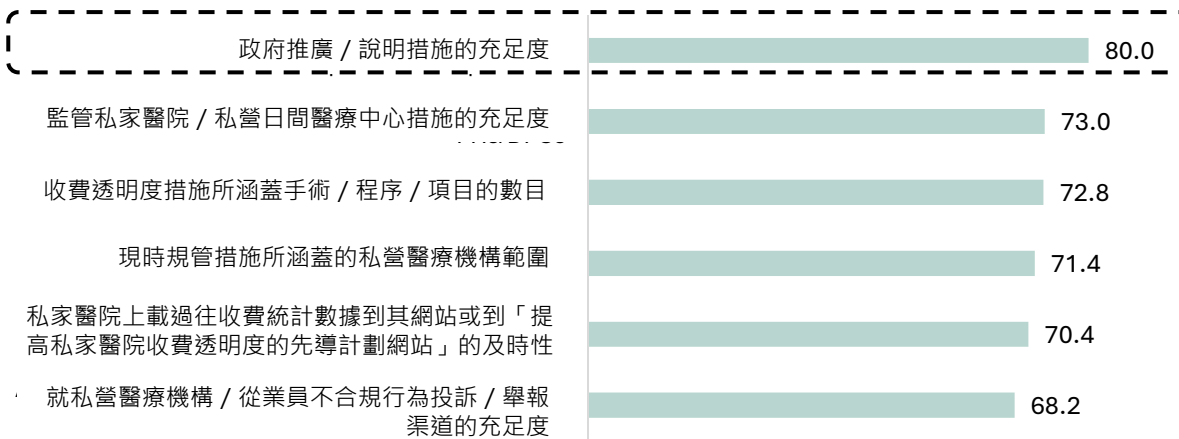 政府推廣 / 說明措施的充足度 80.0
監管私家醫院 / 私營日間醫療中心措施的充足度 73.0
收費透明度措施所涵蓋手術 / 程序 / 項目的數目 72.8
現時規管措施所涵蓋的私營醫療機構範圍 71.4
私家醫院上載過往收費統計數據到其網站或到「提
高私家醫院收費透明度的先導計劃網站」的及時性 70.4
就私營醫療機構 / 從業員不合規行為投訴 / 舉報
渠道的充足度 68.2